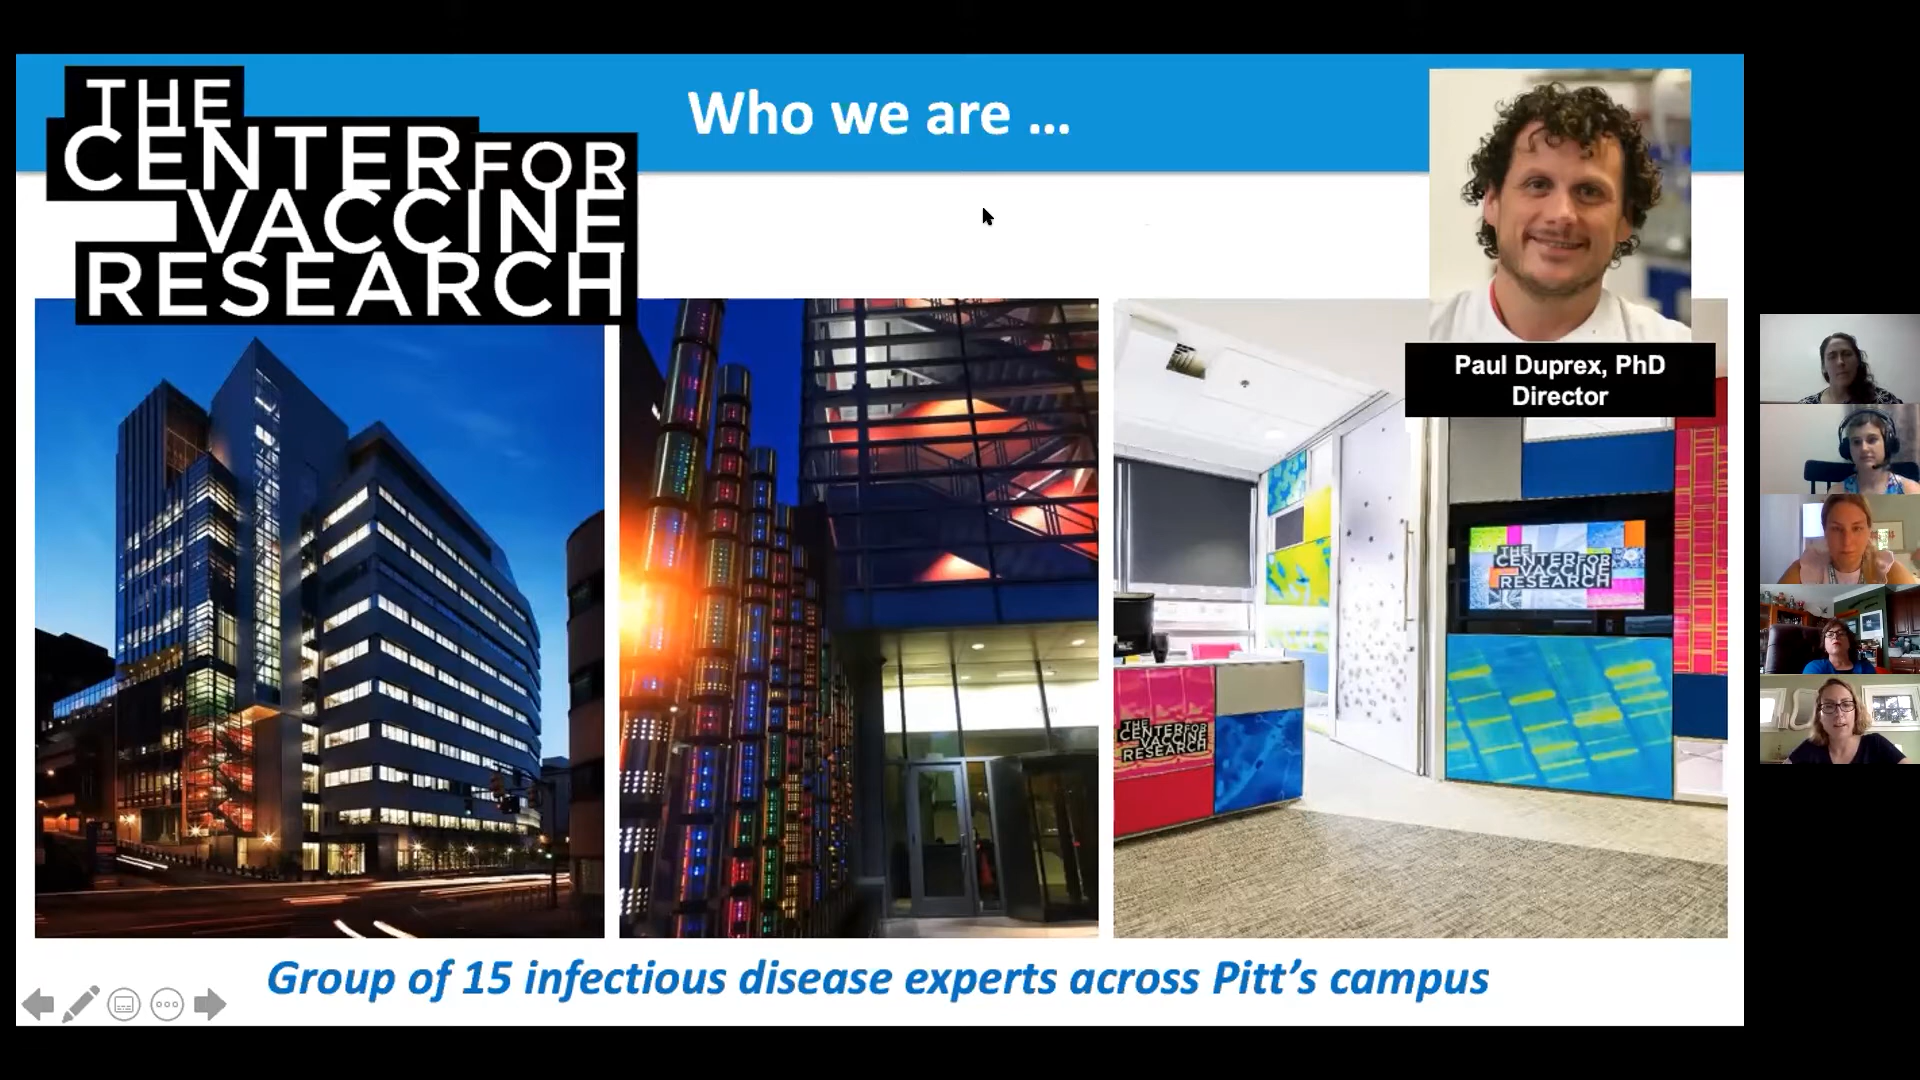 THE
CENTER FOR
VACCINE
RESEARCH
Who we are ...
Paul Duprex, PhD
Director
THE
CENTER FOR
VACCINE
RESEARCH
THE
CENTER FOR
VACCINE
RESEARCH
Group of 15 infectious disease experts across Pitt’s campus